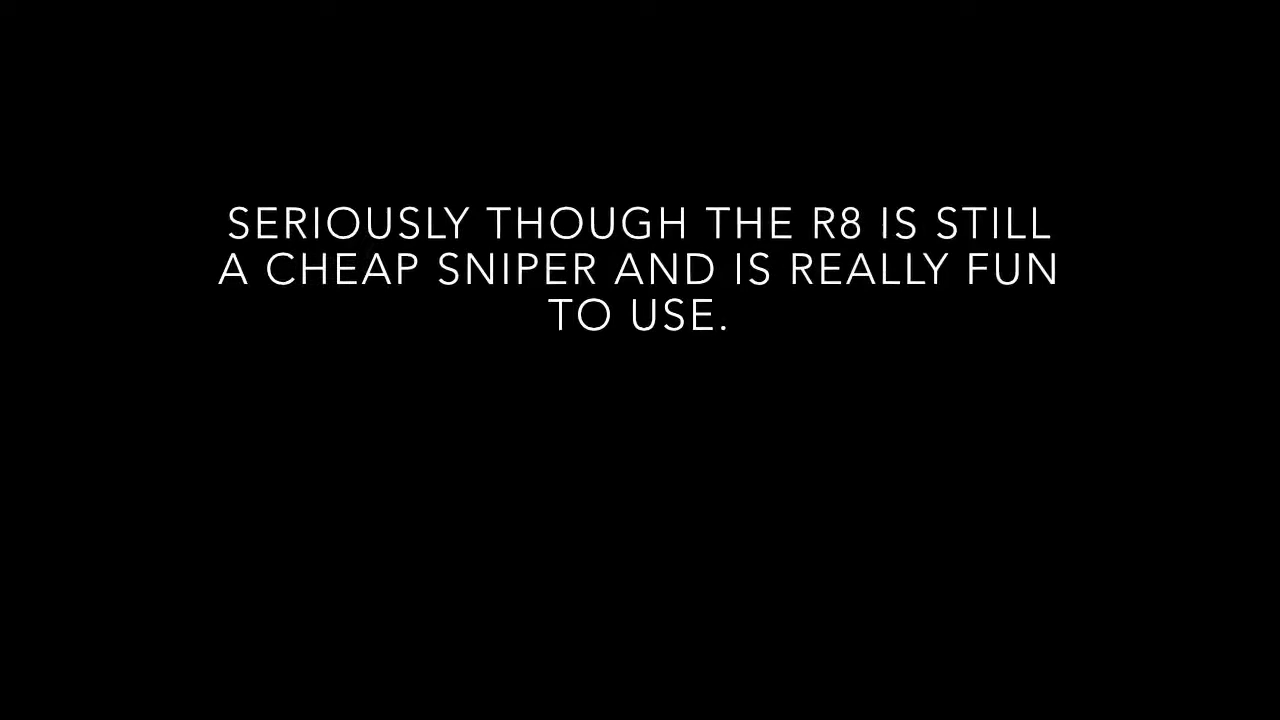 SERIOUSLY THOUGH THE R8 IS STILL
A CHEAP SNIPER AND IS REALLY FUN
TO USE.